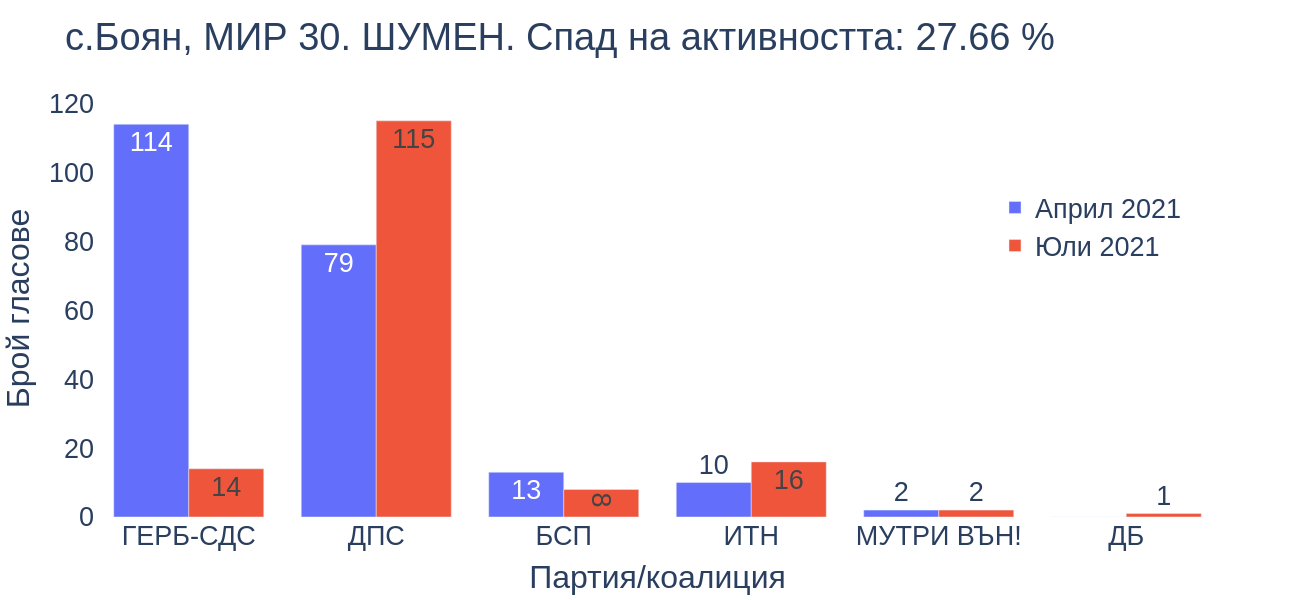 с.Боян, МИР 30. ШУМЕН. Спад на активността: 27.66 %
Брой гласове
120
100
80
60
40
20
0
114
14
79
115
13
8
10
16
2
2
1
Април 2021
Юли 2021
ГЕРБ-СДС
ДПС
БСП
ИТН
МУТРИ ВЪН!
ДБ
Партия/коалиция